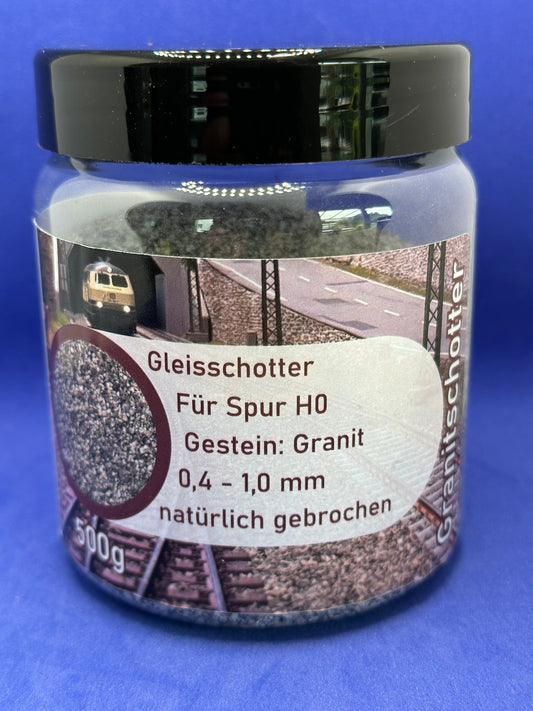 Gleisschotter
Für Spur H0
Gestein: Granit
0,4 - 1,0 mm
natürlich gebrochen
500g
Granitschotter